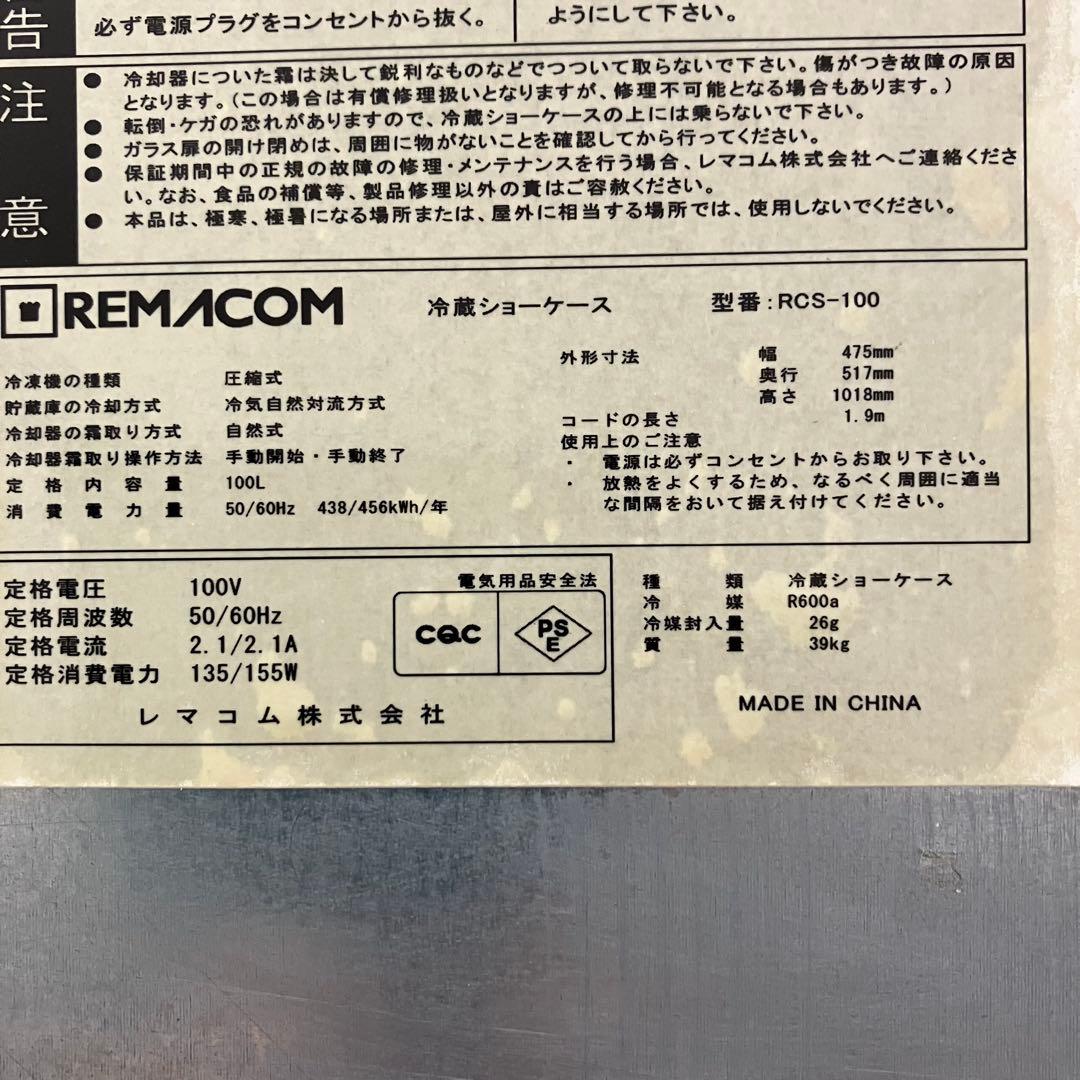 告
必ず電源プラグをコンセントから抜く。
ようにして下さい。
注意
● 冷却器についた霜は決して鋭利なものなどでつついて取らないで下さい。傷がつき故障の原因
となります。(この場合は有償修理扱いとなりますが、修理不可能となる場合もあります。)
● 転倒・ケガの恐れがありますので、冷蔵ショーケースの上には乗らないで下さい。
● ガラス扉の開け閉めは、周囲に物がないことを確認してから行ってください。
● 保証期間中の正規の故障の修理・メンテナンスを行う場合、レマコム株式会社へご連絡くださ
い。なお、食品の補償等、製品修理以外の責はご容赦ください。
● 本品は、極寒、極暑になる場所または、屋外に相当する場所では、使用しないでください。
REMACOM 冷蔵ショーケース 型番:RCS-100
冷凍機の種類 圧縮式
貯蔵庫の冷却方式 冷気自然対流方式
冷却器の霜取り方式 自然式
冷却器霜取り操作方法 手動開始・手動終了
定格内容量 100L
消費電力量 50/60Hz 438/456kWh/年
外形寸法 幅 475mm
奥行 517mm
高さ 1018mm
コードの長さ 1.9m
使用上のご注意
・ 電源は必ずコンセントからお取り下さい。
・ 放熱をよくするため、なるべく周囲に適当
な間隔をおいて据え付けてください。
定格電圧 100V
定格周波数 50/60Hz
定格電流 2.1/2.1A
定格消費電力 135/155W
レマコム株式会社
電気用品安全法
CQC
PS
E
種類 冷蔵ショーケース
冷媒 R600a
冷媒封入量 26g
質量 39kg
MADE IN CHINA